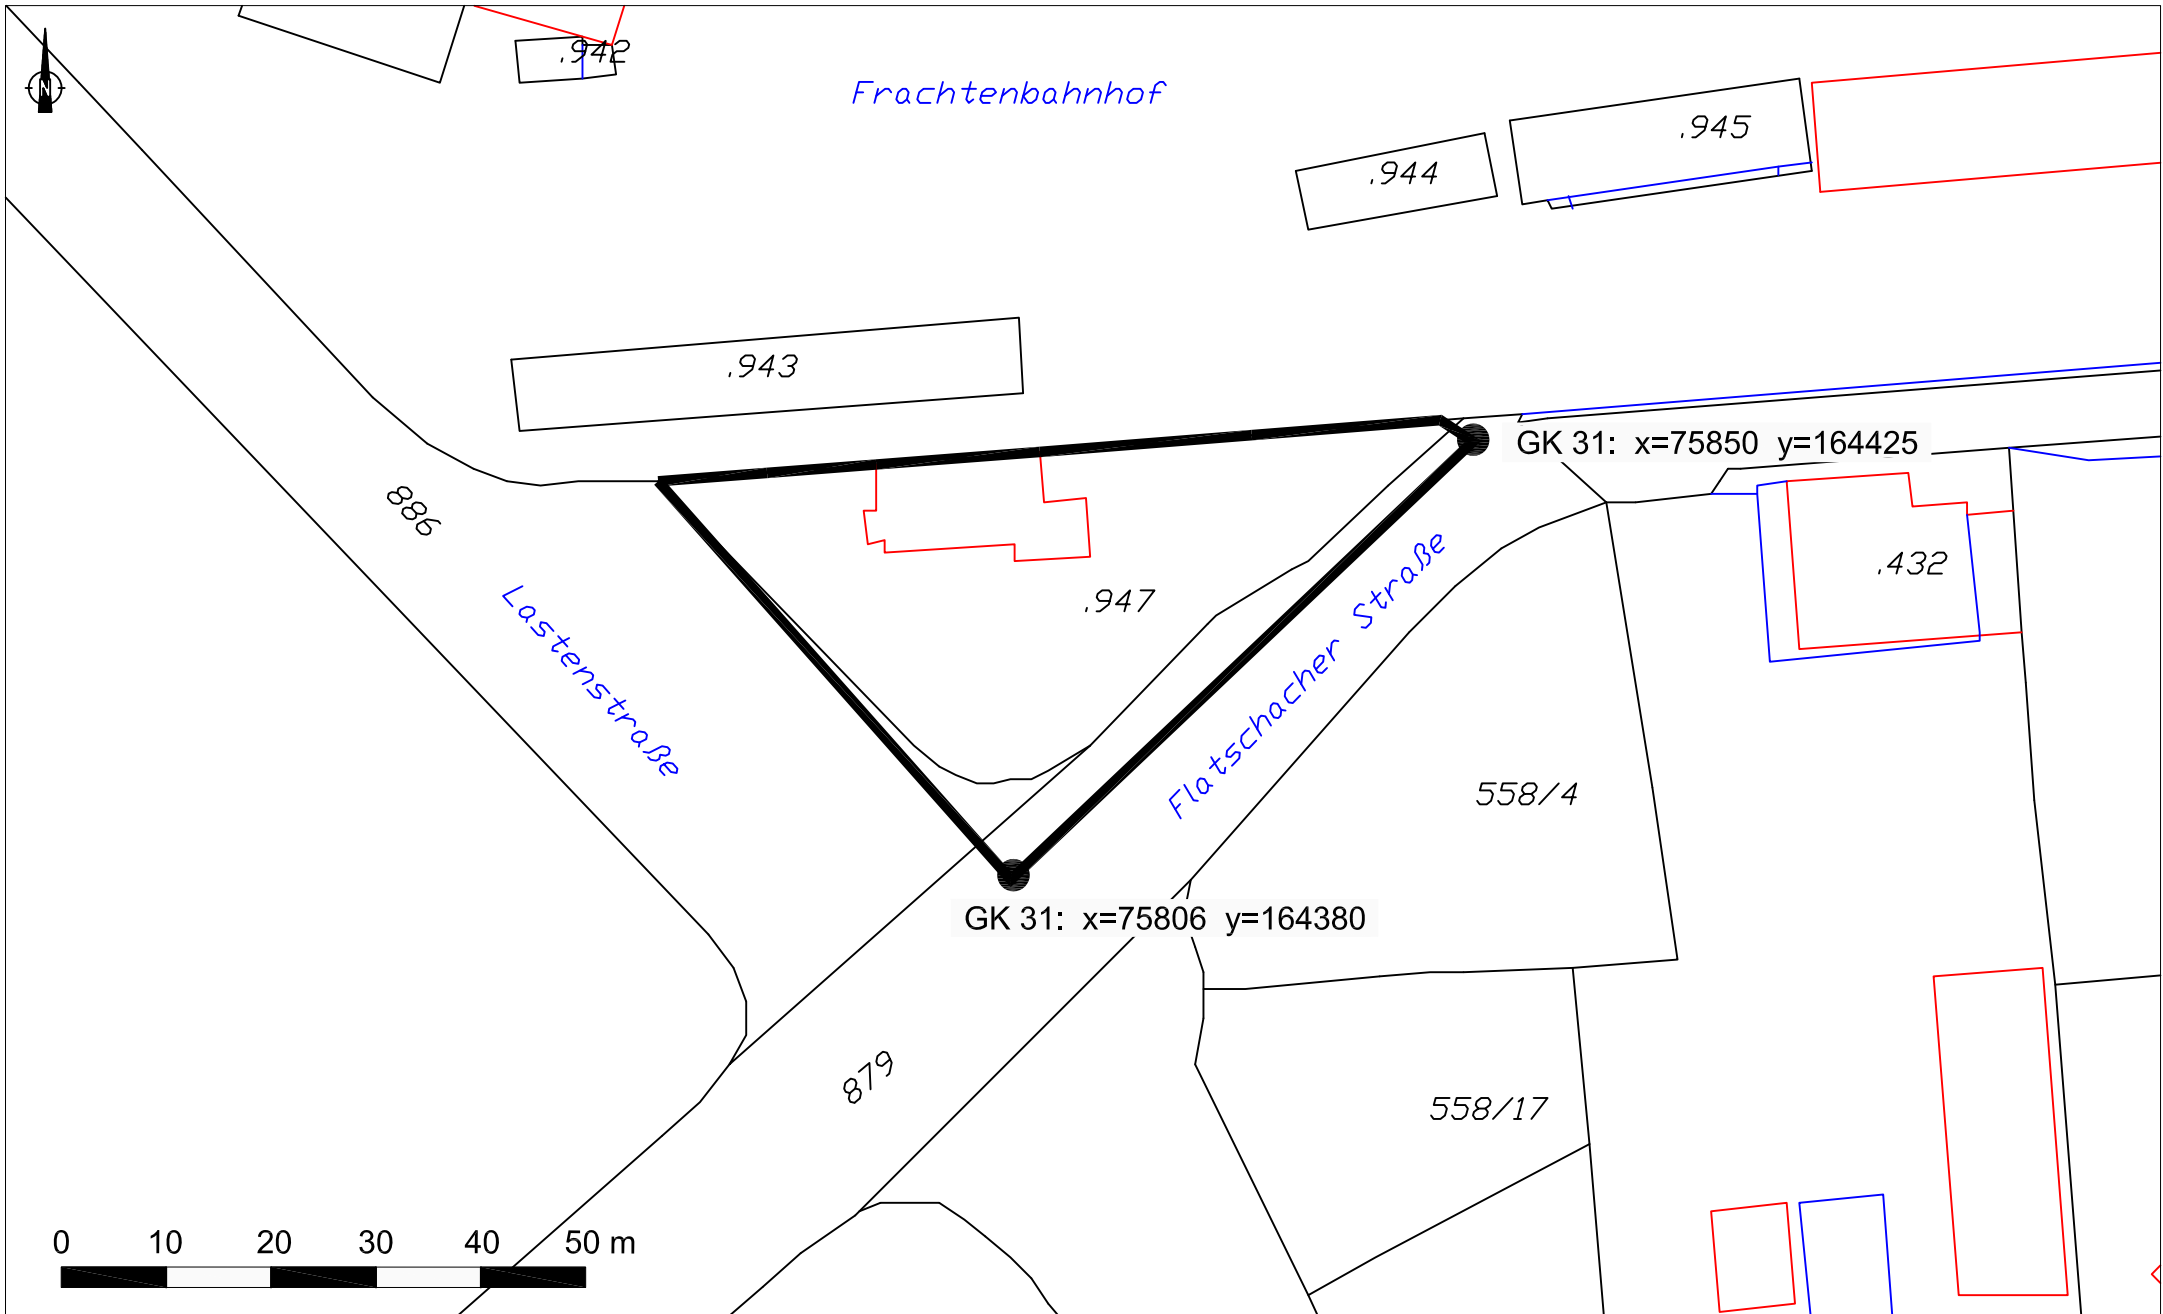 .942
N
Frachtenbahnhof
.945
.944
.943
GK 31: x=75850 y=164425
886
.432
.947
Lastenstraße
Flatschacher Straße
558/4
GK 31: x=75806 y=164380
879
558/17
0 10 20 30 40 50 m